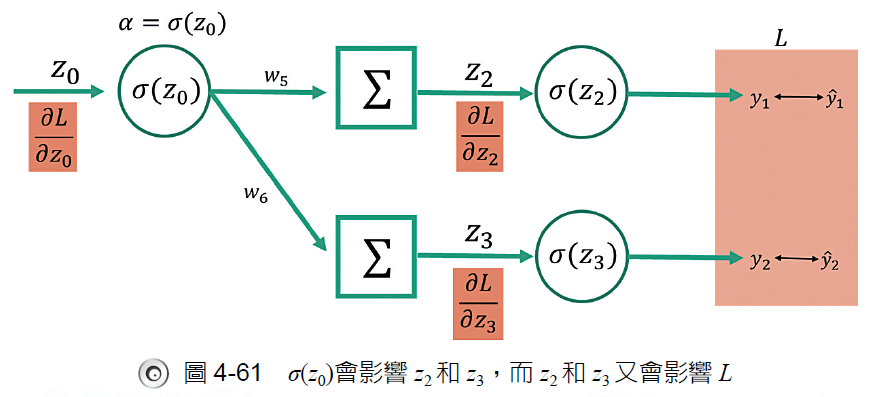 α = σ(z₀)
L
z₀
σ(z₀)
w₅
Σ
z₂
σ(z₂)
y₁ ⟷ ŷ₁
∂L
∂z₀
∂L
∂z₂
w₆
Σ
z₃
σ(z₃)
y₂ ⟷ ŷ₂
∂L
∂z₃
圖 4-61 σ(z₀)會影響 z₂ 和 z₃，而 z₂ 和 z₃ 又會影響 L